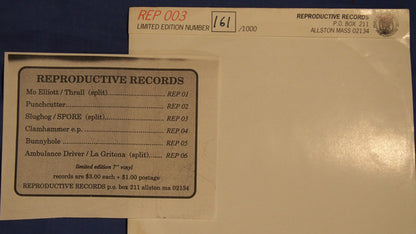 REP 003
LIMITED EDITION NUMBER 161 /1000
REPRODUCTIVE RECORDS
P.O. BOX 211
ALLSTON MASS 02134
REPRODUCTIVE RECORDS
Mo Elliott / Thrall (split)..................... REP 01
Punchcutter..................... REP 02
Slughog / SPORE (split)..................... REP 03
Clamhammer e.p. ..................... REP 04
Bunnyhole..................... REP 05
Ambulance Driver / La Gritona (split)...... REP 06
limited edition 7" vinyl
records are $3.00 each + $1.00 postage
REPRODUCTIVE RECORDS p.o. box 211 allston ma 02134